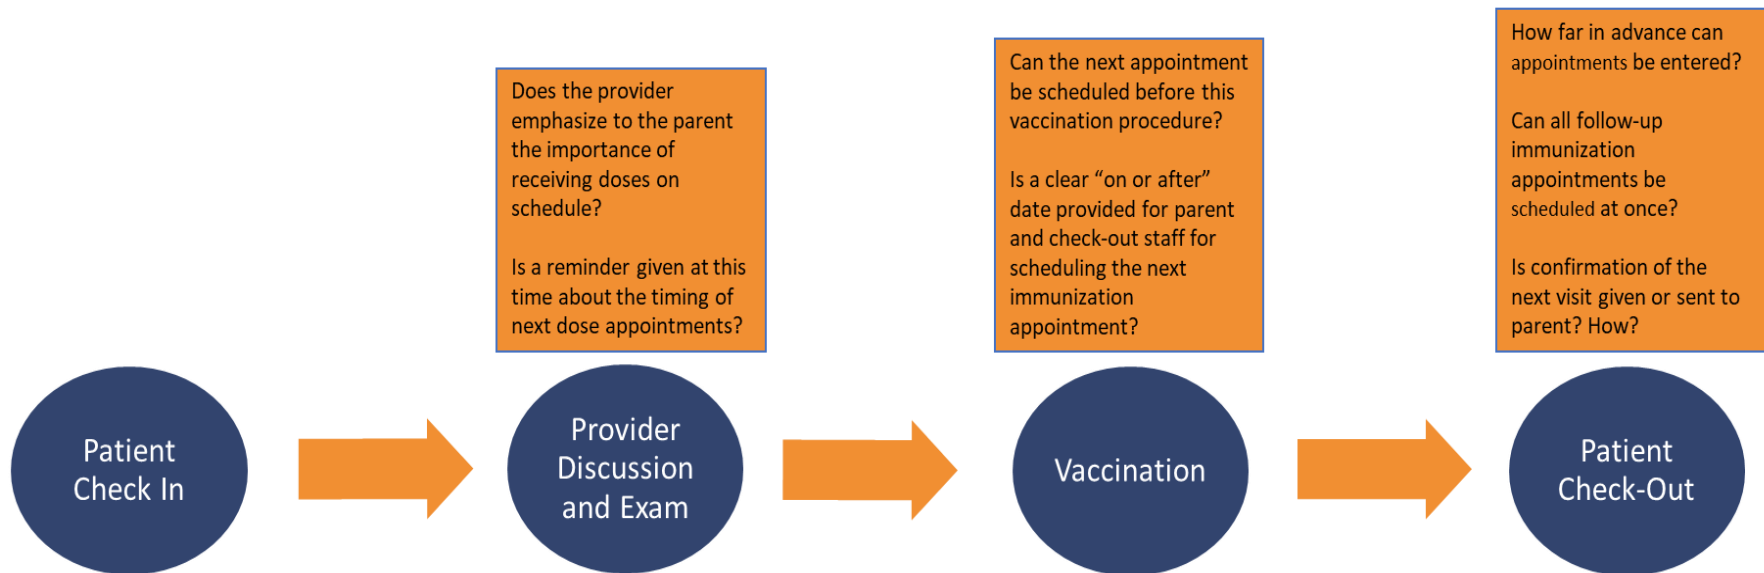 Does the provider
emphasize to the parent
the importance of
receiving doses on
schedule?
Is a reminder given at this
time about the timing of
next dose appointments?
Can the next appointment
be scheduled before this
vaccination procedure?
Is a clear “on or after”
date provided for parent
and check-out staff for
scheduling the next
immunization
appointment?
How far in advance can
appointments be entered?
Can all follow-up
immunization
appointments be
scheduled at once?
Is confirmation of the
next visit given or sent to
parent? How?
Patient
Check In
Provider
Discussion
and Exam
Vaccination
Patient
Check-Out